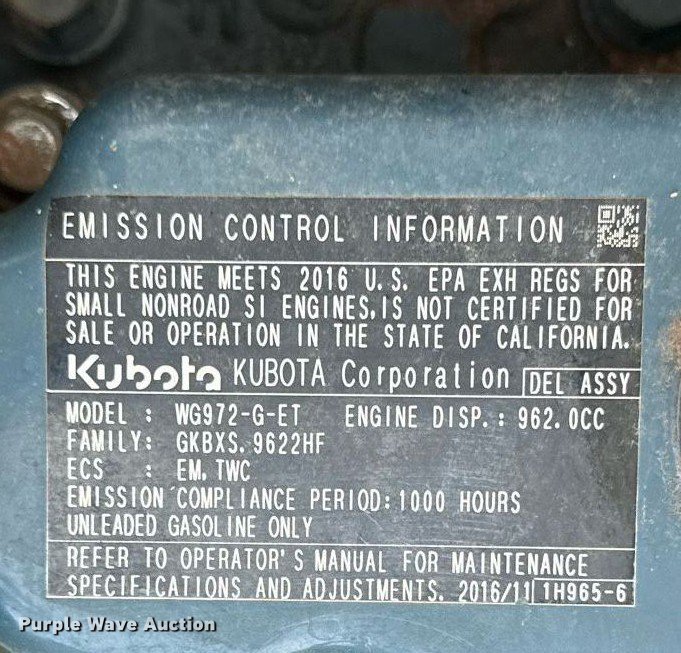 EMISSION CONTROL INFORMATION
THIS ENGINE MEETS 2016 U.S. EPA EXH REGS FOR
SMALL NONROAD SI ENGINES,IS NOT CERTIFIED FOR
SALE OR OPERATION IN THE STATE OF CALIFORNIA.
Kubota KUBOTA Corporation DEL ASSY
MODEL : WG972-G-ET ENGINE DISP.: 962.0CC
FAMILY: GKBXS.9622HF
ECS : EM,TWC
EMISSION COMPLIANCE PERIOD:1000 HOURS
UNLEADED GASOLINE ONLY
REFER TO OPERATOR'S MANUAL FOR MAINTENANCE
SPECIFICATIONS AND ADJUSTMENTS. 2016/11 1H965-6
Purple Wave Auction